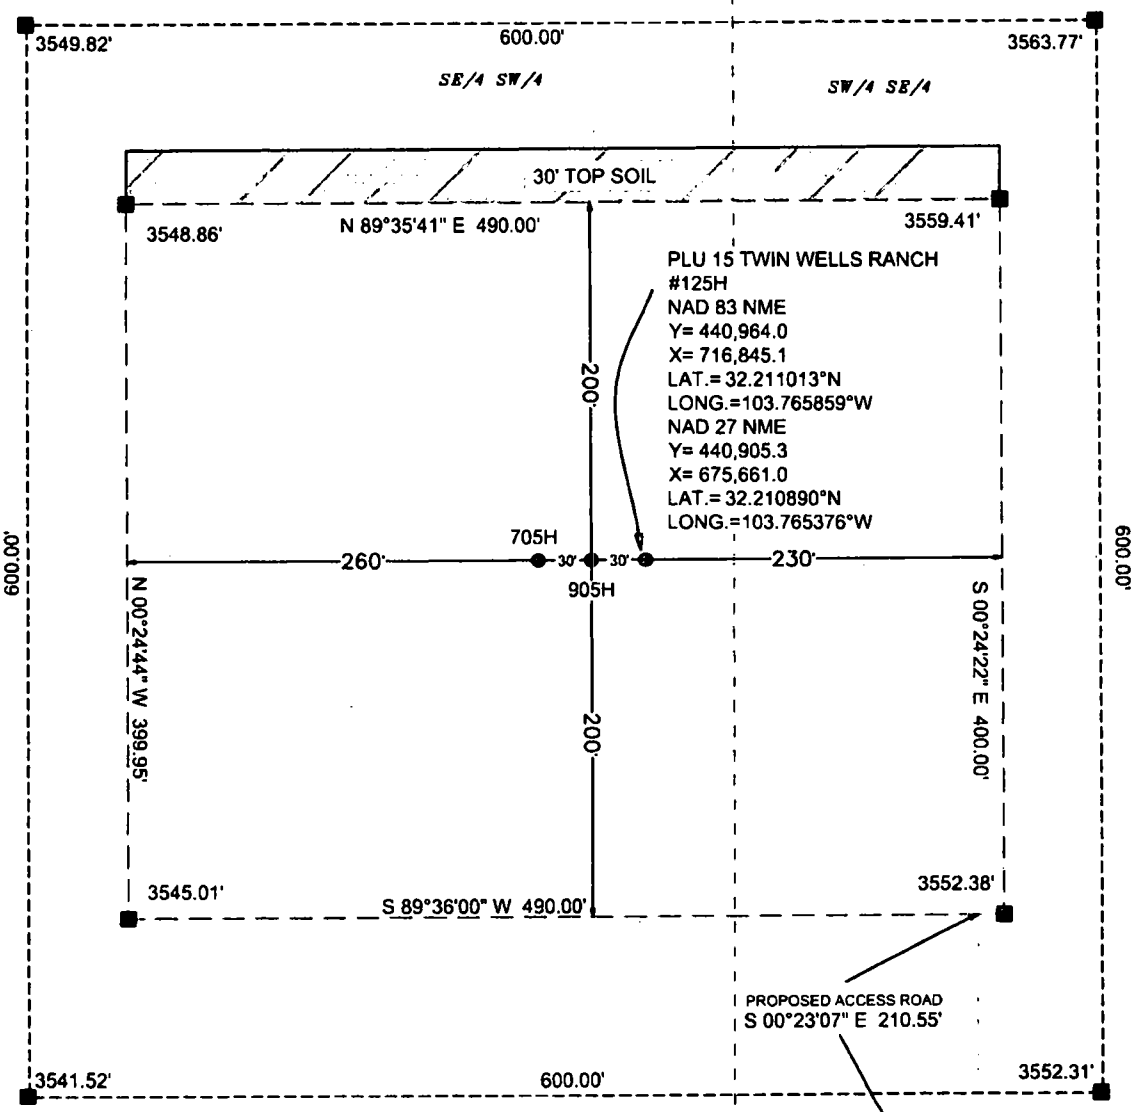 3549.82'
600.00'
3563.77'
SE/4 SW/4
SW/4 SE/4
30' TOP SOIL
3548.86'
N 89°35'41" E 490.00'
3559.41'
PLU 15 TWIN WELLS RANCH
#125H
NAD 83 NME
Y= 440,964.0
X= 716,845.1
LAT.= 32.211013°N
LONG.=103.765859°W
NAD 27 NME
Y= 440,905.3
X= 675,661.0
LAT.= 32.210890°N
LONG.=103.765376°W
200'
705H
260'
30'
30'
230'
905H
600.00'
600.00'
N 00°24'44" W 399.95'
S 00°24'22" E 400.00'
200'
3545.01'
3552.38'
S 89°36'00" W 490.00'
PROPOSED ACCESS ROAD
S 00°23'07" E 210.55'
3541.52'
600.00'
3552.31'